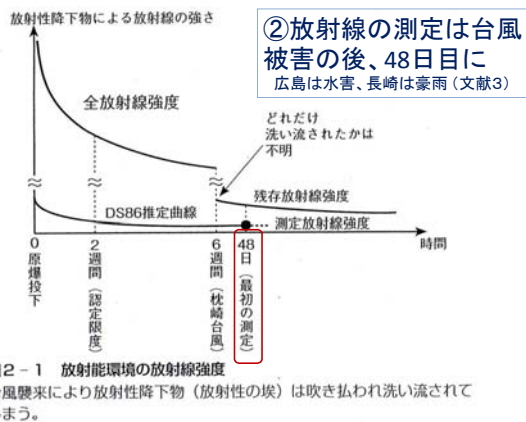 放射性降下物による放射線の強さ
②放射線の測定は台風
被害の後、48日目に
広島は水害、長崎は豪雨（文献3）
全放射線強度
どれだけ
洗い流されたかは
不明
残存放射線強度
DS86推定曲線
測定放射線強度
時間
0 原爆投下
2週間（認定限度）
6週間（枕崎台風）
48日（最初の測定）
2－1 放射能環境の放射線強度
風襲来により放射性降下物（放射性の埃）は吹き払われ洗い流されて
まう。